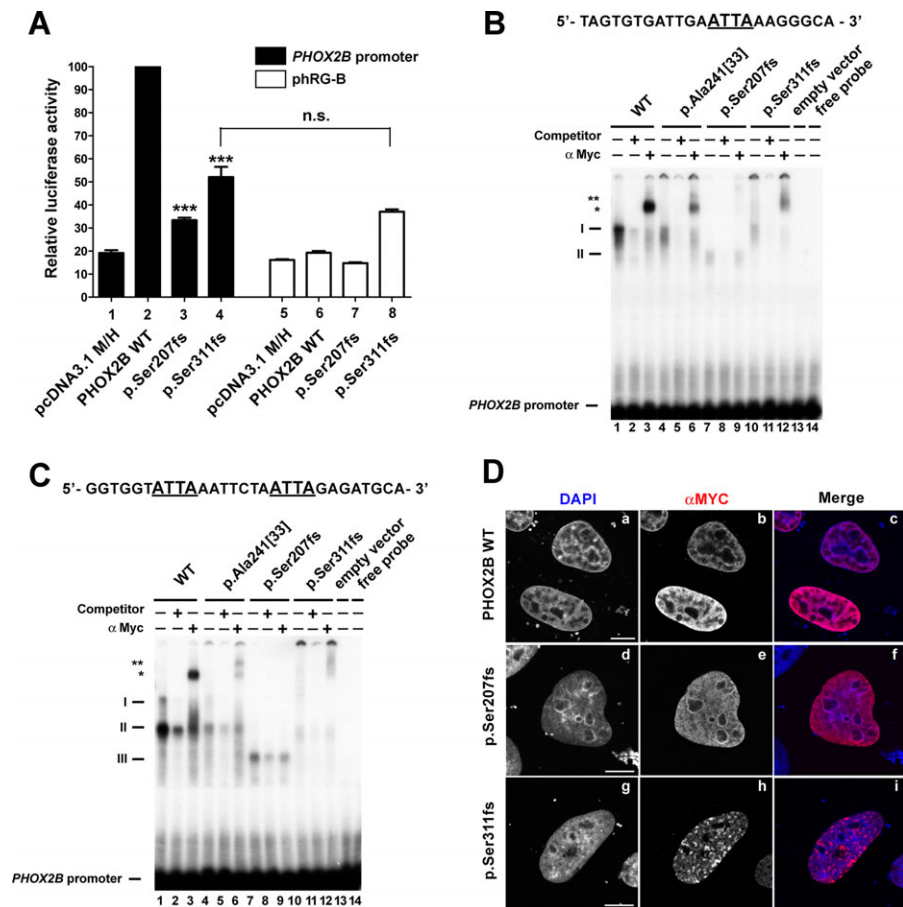 A
PHOX2B promoter
phRG-B
Relative luciferase activity
100
90
80
70
60
50
40
30
20
10
n.s.
***
***
1 2 3 4 5 6 7 8
pcDNA3.1 M/H
PHOX2B WT
p.Ser207fs
p.Ser311fs
pcDNA3.1 M/H
PHOX2B WT
p.Ser207fs
p.Ser311fs
B
5'- TAGTGTGATTGAATTAAAGGGCA - 3'
WT
p.Ala241[33]
p.Ser207fs
p.Ser311fs
empty vector
free probe
Competitor – + – – + – – + – – + – – –
α Myc – – + – – + – – + – – + – –
**
*
I
II
PHOX2B promoter
1 2 3 4 5 6 7 8 9 10 11 12 13 14
C
5'- GGTGGTATTAAATTCTAATTAGAGATGCA- 3'
WT
p.Ala241[33]
p.Ser207fs
p.Ser311fs
empty vector
free probe
Competitor – + – – + – – + – – + – – –
α Myc – – + – – + – – + – – + – –
**
*
I
II
III
PHOX2B promoter
1 2 3 4 5 6 7 8 9 10 11 12 13 14
D
DAPI αMYC Merge
PHOX2B WT
a b c
p.Ser207fs
d e f
p.Ser311fs
g h i